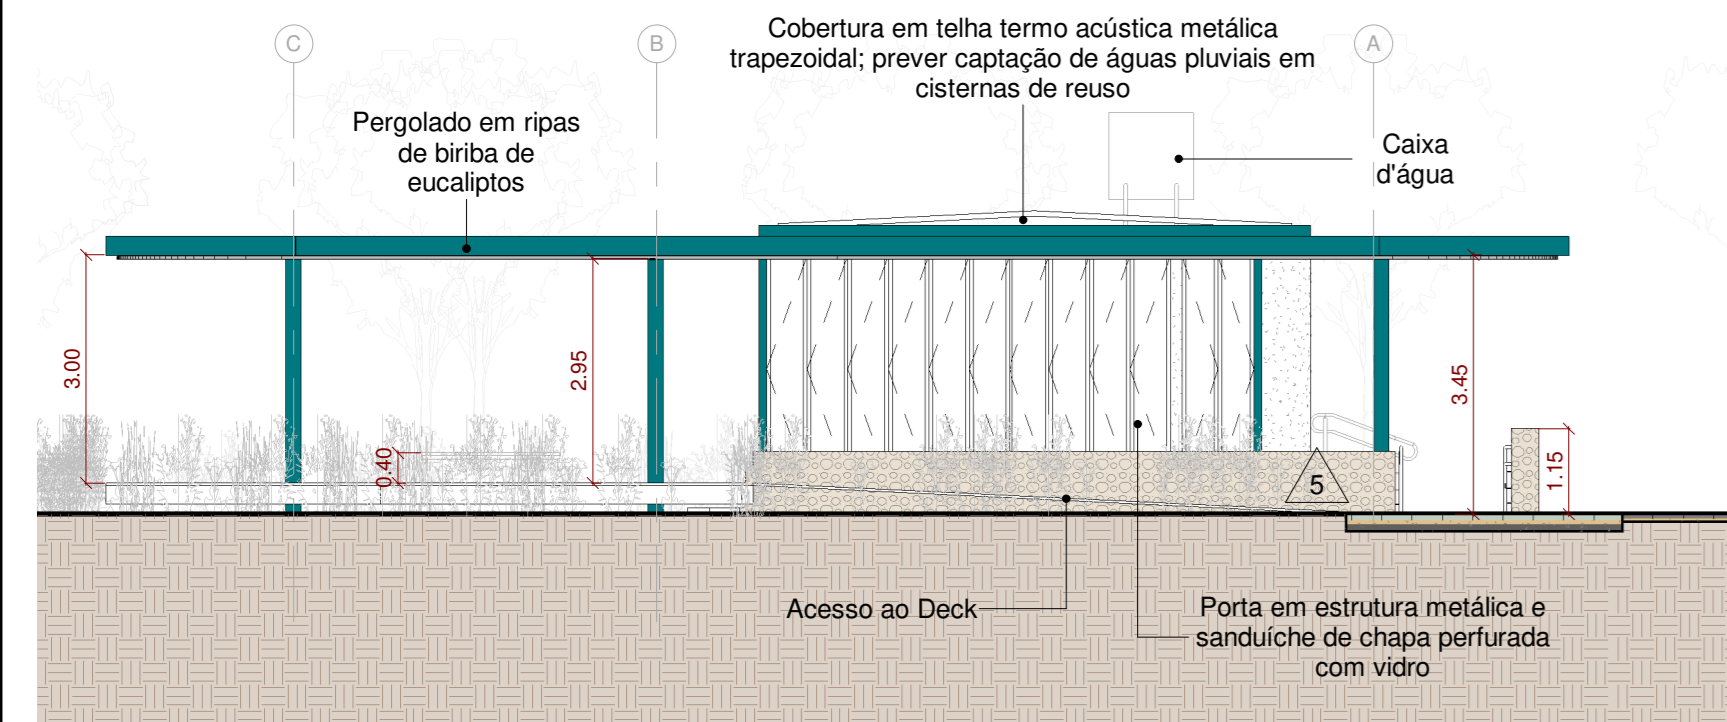 C
B
A
Cobertura em telha termo acústica metálica
trapezoidal; prever captação de águas pluviais em
cisternas de reuso
Pergolado em ripas
de biriba de
eucaliptos
Caixa
d'água
3.00
2.95
3.45
0.40
1.15
5
Acesso ao Deck
Porta em estrutura metálica e
sanduíche de chapa perfurada
com vidro